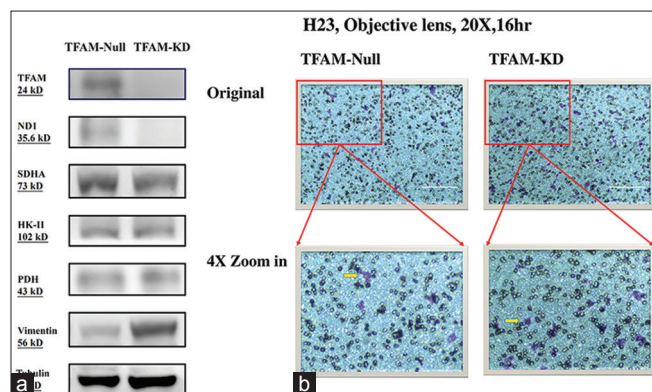 TFAM-Null TFAM-KD
TFAM
24 kD
ND1
35.6 kD
SDHA
73 kD
HK-II
102 kD
PDH
43 kD
Vimentin
56 kD
a
H23, Objective lens, 20X,16hr
TFAM-Null TFAM-KD
Original
4X Zoom in
b